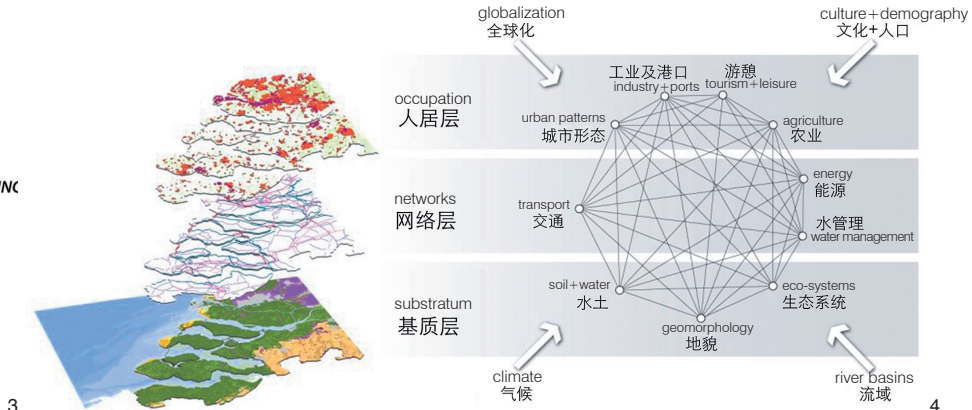 globalization
全球化
culture+demography
文化+人口
occupation
人居层
工业及港口
industry+ports
游憩
tourism+leisure
urban patterns
城市形态
agriculture
农业
networks
网络层
energy
能源
transport
交通
水管理
water management
substratum
基质层
soil+water
水土
eco-systems
生态系统
geomorphology
地貌
climate
气候
river basins
流域
3
4